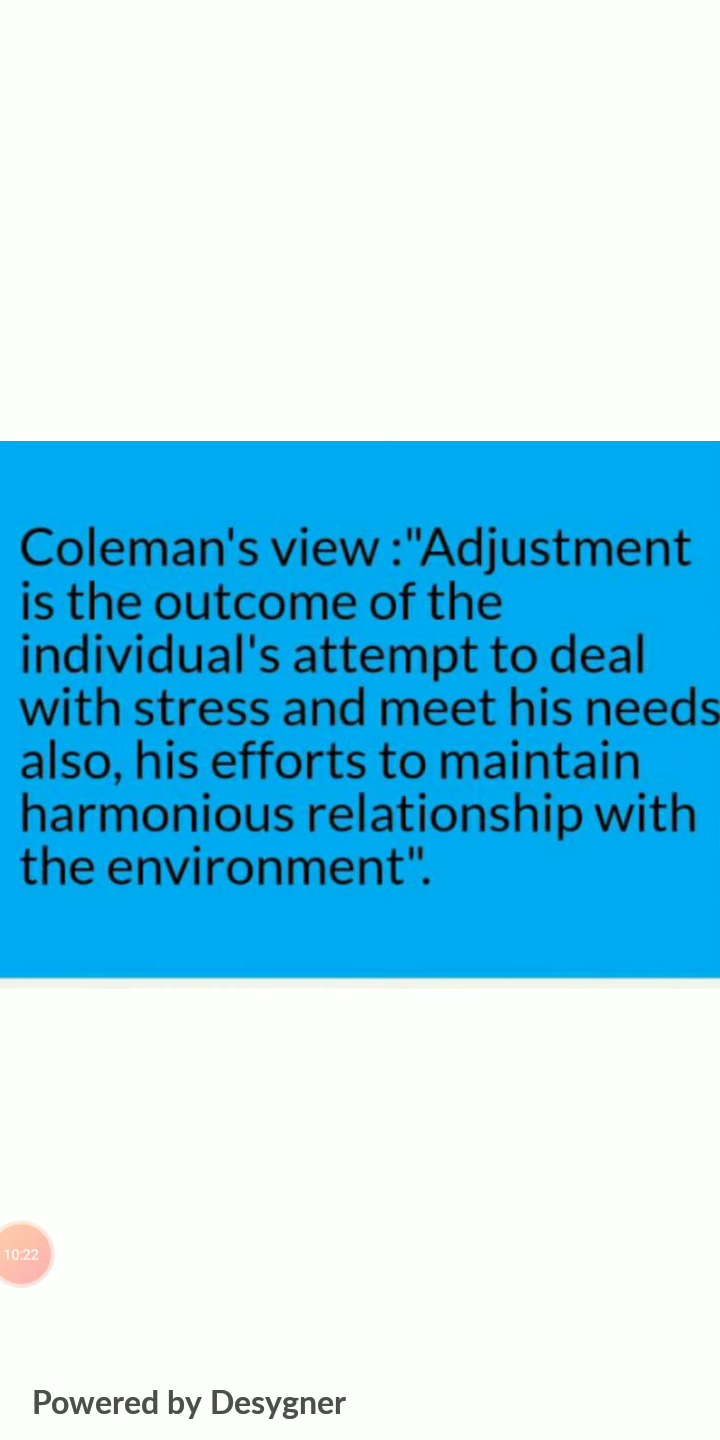 Coleman's view :"Adjustment
is the outcome of the
individual's attempt to deal
with stress and meet his needs
also, his efforts to maintain
harmonious relationship with
the environment".
10:22
Powered by Desygner